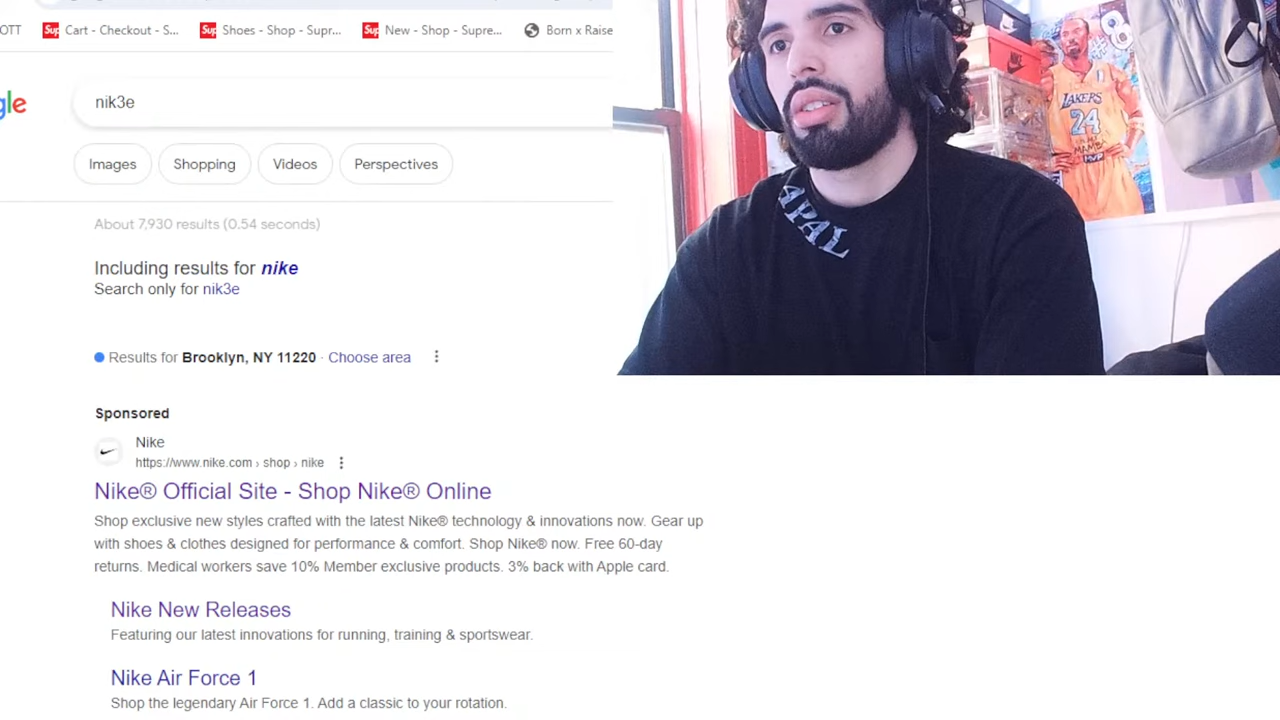 OTT Cart - Checkout - S... Shoes - Shop - Supr... New - Shop - Supre... Born x Raise
gle nik3e
Images Shopping Videos Perspectives
About 7,930 results (0.54 seconds)
Including results for nike
Search only for nik3e
Results for Brooklyn, NY 11220 · Choose area
Sponsored
Nike
https://www.nike.com › shop › nike
Nike® Official Site - Shop Nike® Online
Shop exclusive new styles crafted with the latest Nike® technology & innovations now. Gear up
with shoes & clothes designed for performance & comfort. Shop Nike® now. Free 60-day
returns. Medical workers save 10% Member exclusive products. 3% back with Apple card.
Nike New Releases
Featuring our latest innovations for running, training & sportswear.
Nike Air Force 1
Shop the legendary Air Force 1. Add a classic to your rotation.
APAL
#8
LAKERS
24
MAMBA
MVP